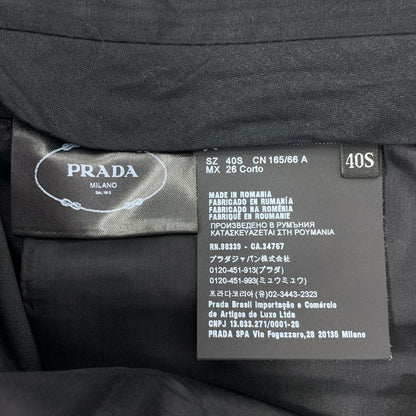 PRADA
MILANO
DAL 1913
SZ 40S CN 165/66 A
MX 26 Corto
40S
MADE IN ROMANIA
FABRICADO EN RUMANÍA
FABRICADO NA ROMÊNIA
FABRIQUÉ EN ROUMANIE
ПРОИЗВЕДЕНО В РУМЪНИЯ
ΚΑΤΑΣΚΕΥΑΖΕΤΑΙ ΣΤΗ ΡΟΥΜΑΝΙΑ
RN.98339 - CA.34767
プラダジャパン株式会社
0120-451-913(プラダ)
0120-451-993(ミュウミュウ)
프라다코리아(유) 02-3443-2323
Prada Brasil Importação e Comércio
de Artigos de Luxo Ltda
CNPJ 13.633.271/0001-26
PRADA SPA Via Fogazzaro,28 20135 Milano